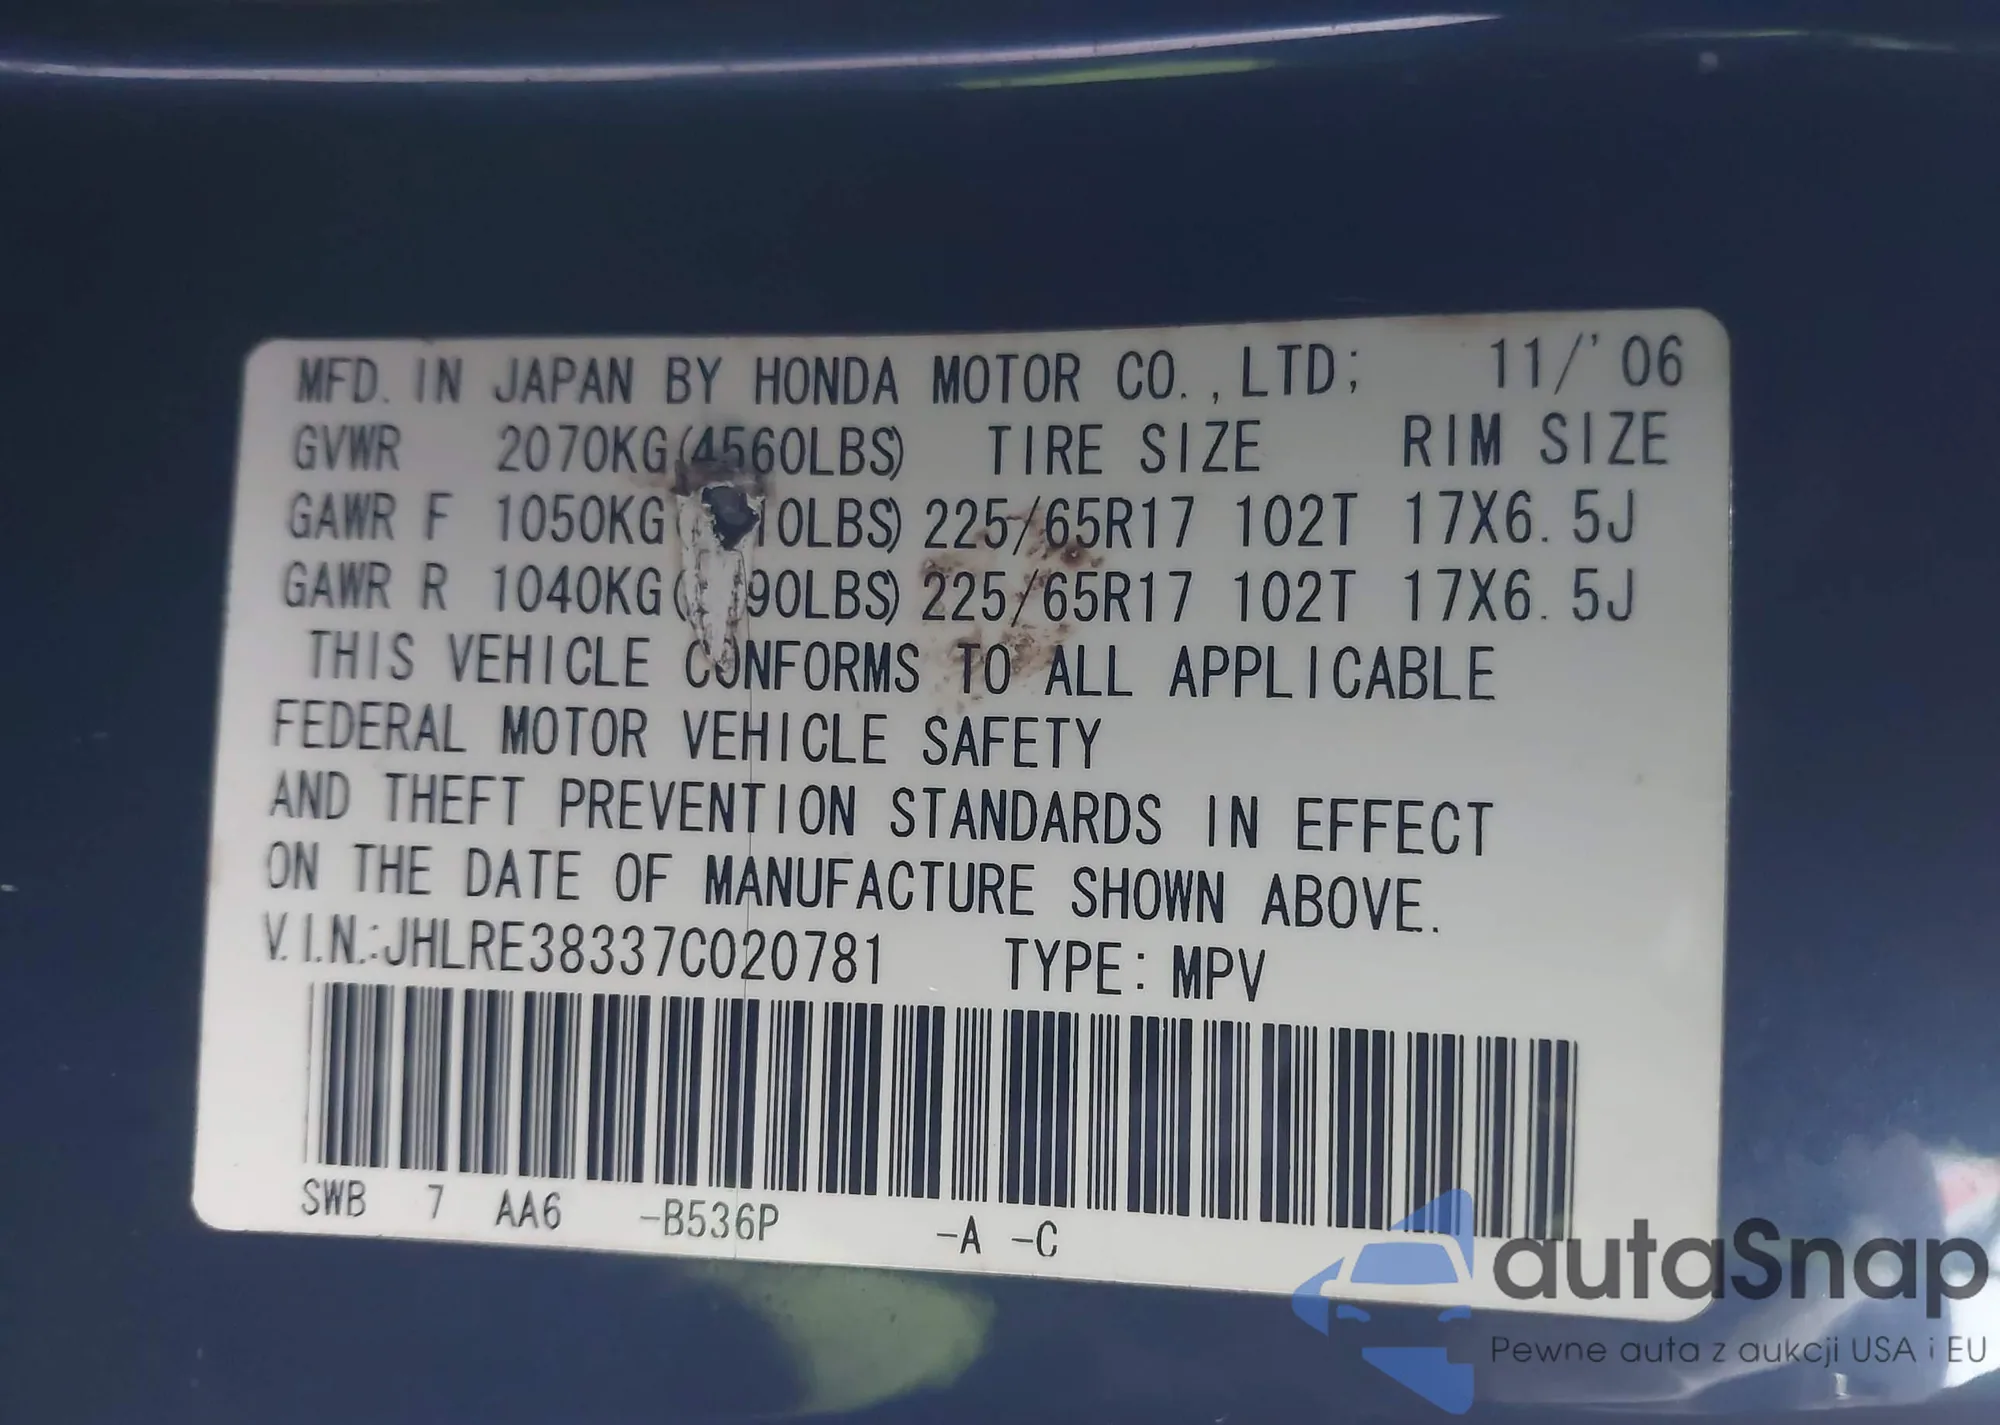 MFD. IN JAPAN BY HONDA MOTOR CO.,LTD; 11/'06
GVWR 2070KG(4560LBS) TIRE SIZE RIM SIZE
GAWR F 1050KG 10LBS) 225/65R17 102T 17X6.5J
GAWR R 1040KG( 90LBS) 225/65R17 102T 17X6.5J
THIS VEHICLE CONFORMS TO ALL APPLICABLE
FEDERAL MOTOR VEHICLE SAFETY
AND THEFT PREVENTION STANDARDS IN EFFECT
ON THE DATE OF MANUFACTURE SHOWN ABOVE.
V.I.N.:JHLRE38337C020781 TYPE: MPV
SWB 7 AA6 -B536P -A -C
autaSnap
Pewne auta z aukcji USA i EU